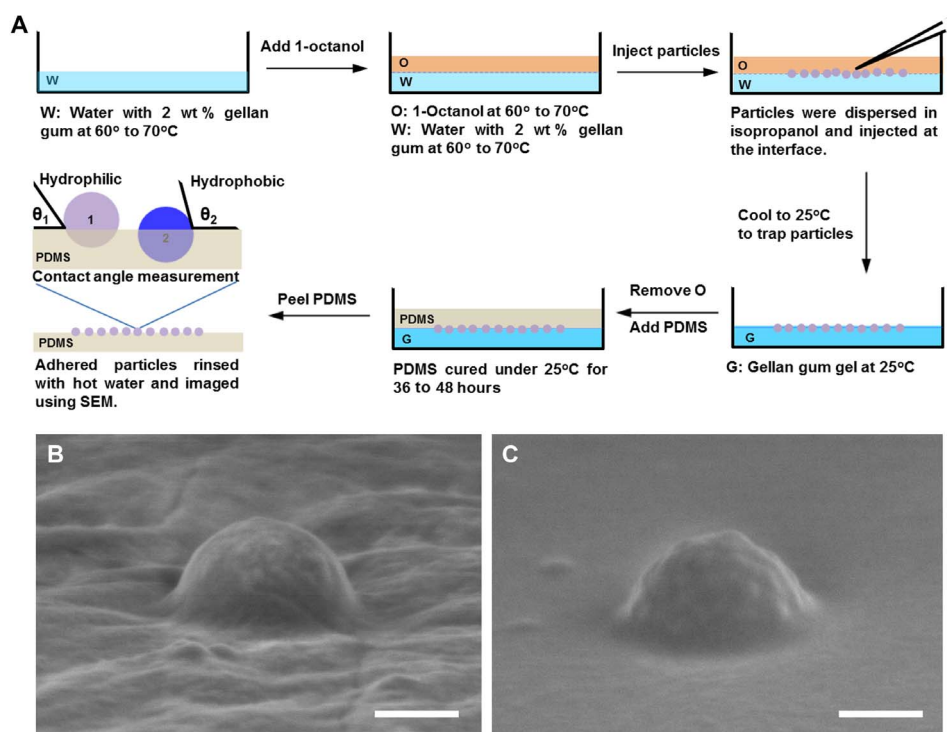 A
Add 1-octanol
Inject particles
W
O
W
O
W
W: Water with 2 wt % gellan
gum at 60° to 70°C
O: 1-Octanol at 60° to 70°C
W: Water with 2 wt % gellan
gum at 60° to 70°C
Particles were dispersed in
isopropanol and injected at
the interface.
Cool to 25°C
to trap particles
G
G: Gellan gum gel at 25°C
Remove O
Add PDMS
PDMS
G
PDMS cured under 25°C for
36 to 48 hours
Peel PDMS
Hydrophilic
Hydrophobic
θ1
1
2
θ2
PDMS
Contact angle measurement
PDMS
Adhered particles rinsed
with hot water and imaged
using SEM.
B
C